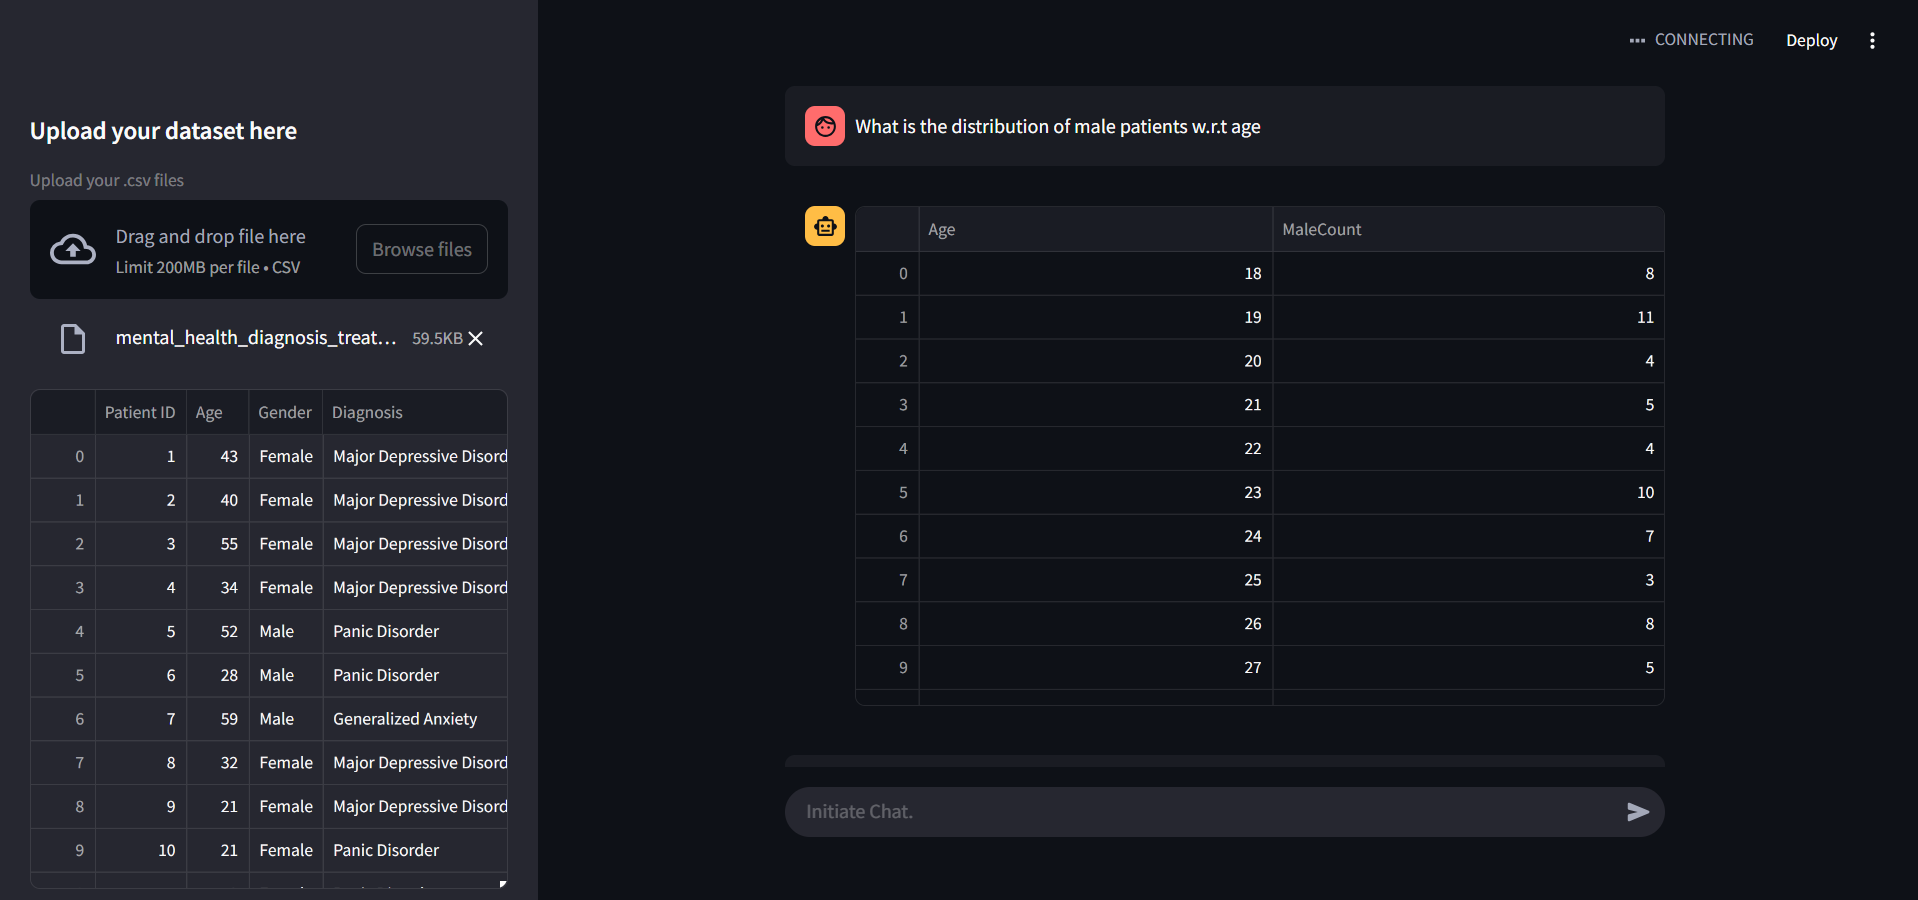 CONNECTING Deploy
Upload your dataset here
Upload your .csv files
Drag and drop file here
Limit 200MB per file • CSV
Browse files
mental_health_diagnosis_treat... 59.5KB
Patient ID Age Gender Diagnosis
0 1 43 Female Major Depressive Disord
1 2 40 Female Major Depressive Disord
2 3 55 Female Major Depressive Disord
3 4 34 Female Major Depressive Disord
4 5 52 Male Panic Disorder
5 6 28 Male Panic Disorder
6 7 59 Male Generalized Anxiety
7 8 32 Female Major Depressive Disord
8 9 21 Female Major Depressive Disord
9 10 21 Female Panic Disorder
What is the distribution of male patients w.r.t age
Age MaleCount
0 18 8
1 19 11
2 20 4
3 21 5
4 22 4
5 23 10
6 24 7
7 25 3
8 26 8
9 27 5
Initiate Chat.